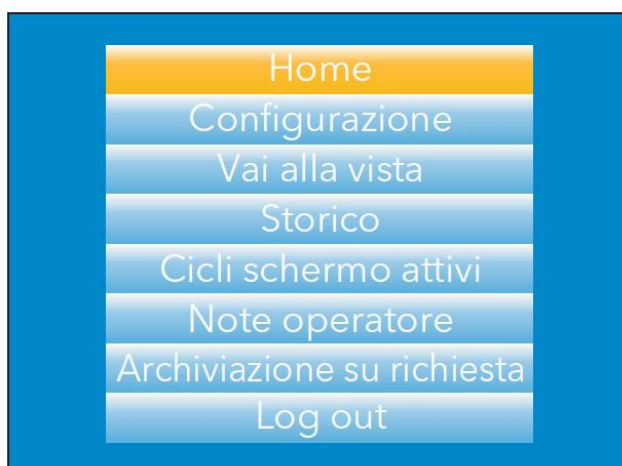 Home
Configurazione
Vai alla vista
Storico
Cicli schermo attivi
Note operatore
Archiviazione su richiesta
Log out